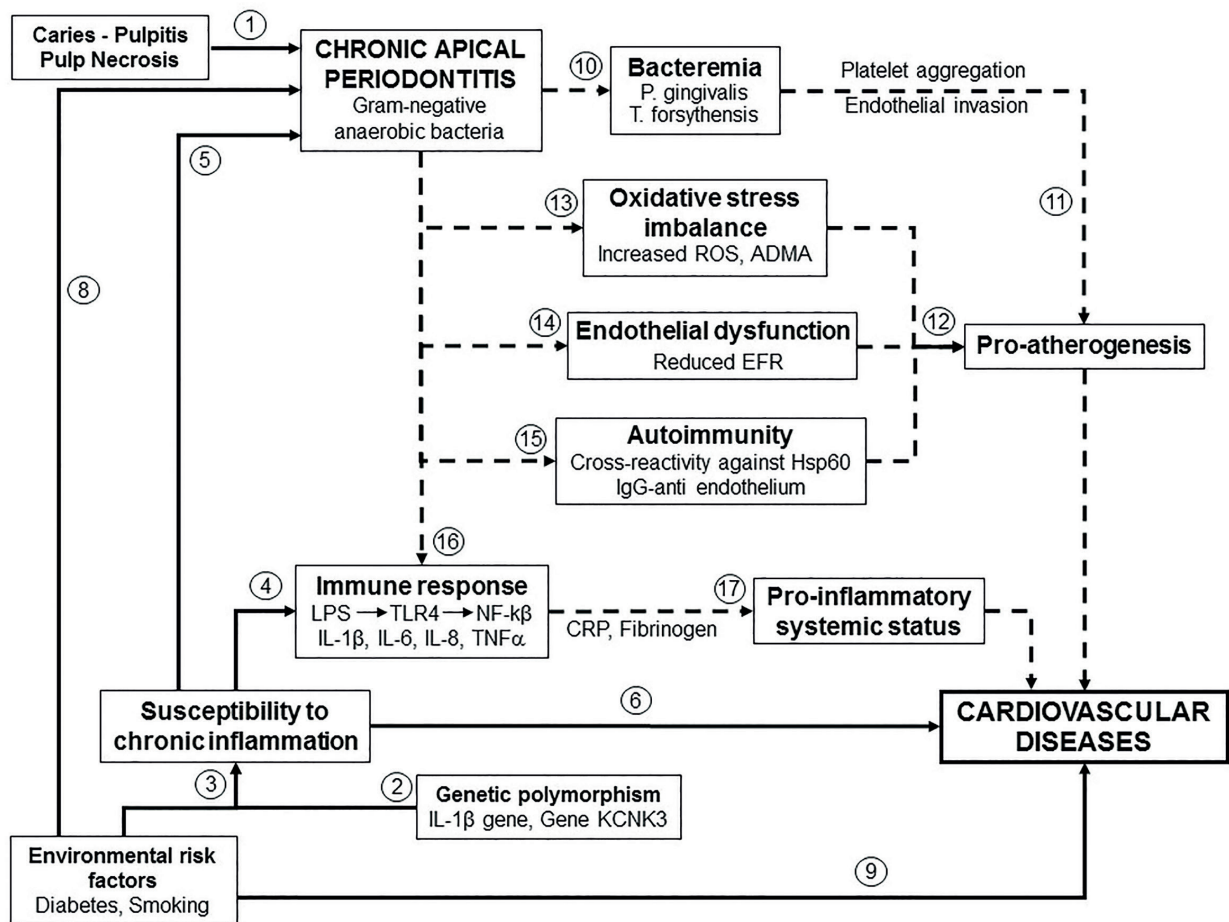 Caries - Pulpitis
Pulp Necrosis
1
CHRONIC APICAL
PERIODONTITIS
Gram-negative
anaerobic bacteria
10
Bacteremia
P. gingivalis
T. forsythensis
Platelet aggregation
Endothelial invasion
5
8
13
Oxidative stress
imbalance
Increased ROS, ADMA
11
14
Endothelial dysfunction
Reduced EFR
12
Pro-atherogenesis
15
Autoimmunity
Cross-reactivity against Hsp60
IgG-anti endothelium
16
4
Immune response
LPS → TLR4 → NF-kβ
IL-1β, IL-6, IL-8, TNFα
CRP, Fibrinogen
17
Pro-inflammatory
systemic status
Susceptibility to
chronic inflammation
6
CARDIOVASCULAR
DISEASES
3
2
Genetic polymorphism
IL-1β gene, Gene KCNK3
Environmental risk
factors
Diabetes, Smoking
9